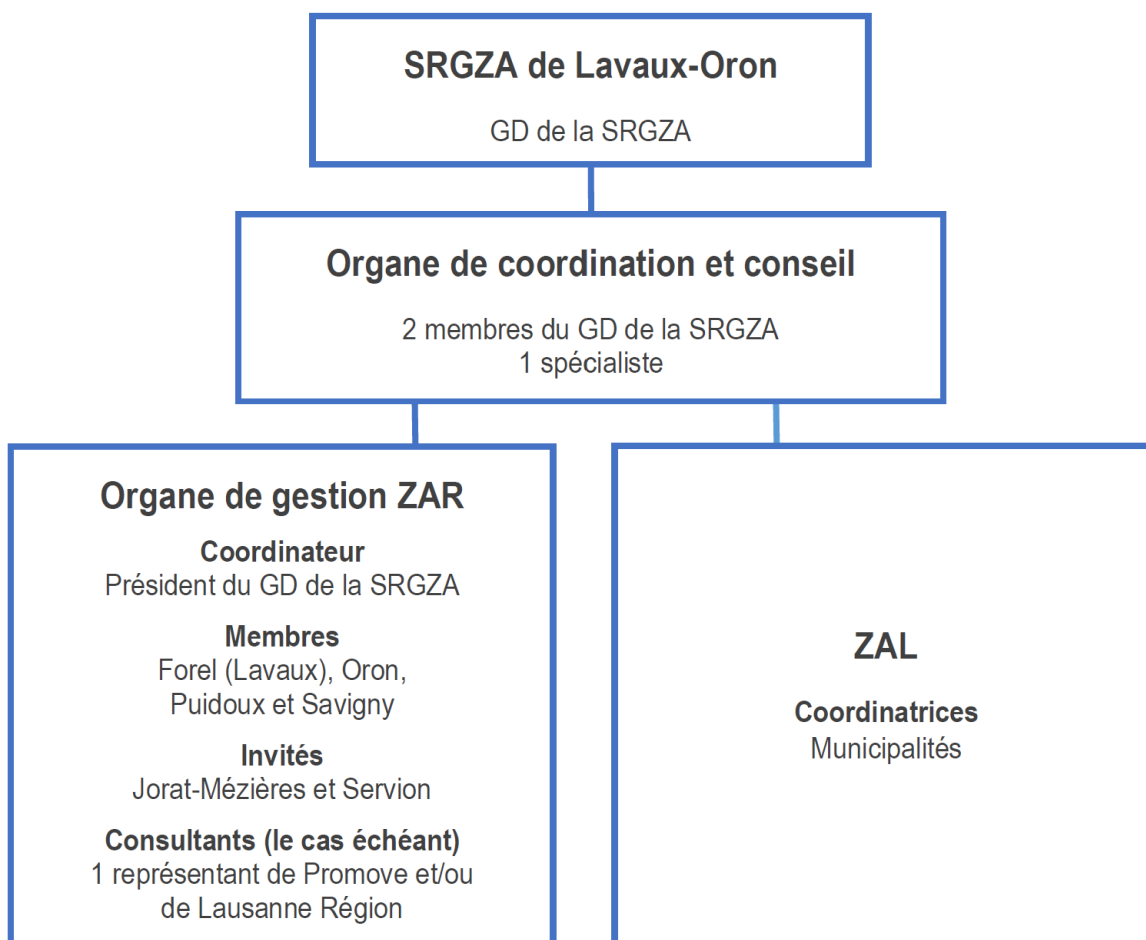 SRGZA de Lavaux-Oron
GD de la SRGZA
Organe de coordination et conseil
2 membres du GD de la SRGZA
1 spécialiste
Organe de gestion ZAR
Coordinateur
Président du GD de la SRGZA
Membres
Forel (Lavaux), Oron,
Puidoux et Savigny
Invités
Jorat-Mézières et Servion
Consultants (le cas échéant)
1 représentant de Promove et/ou
de Lausanne Région
ZAL
Coordinatrices
Municipalités